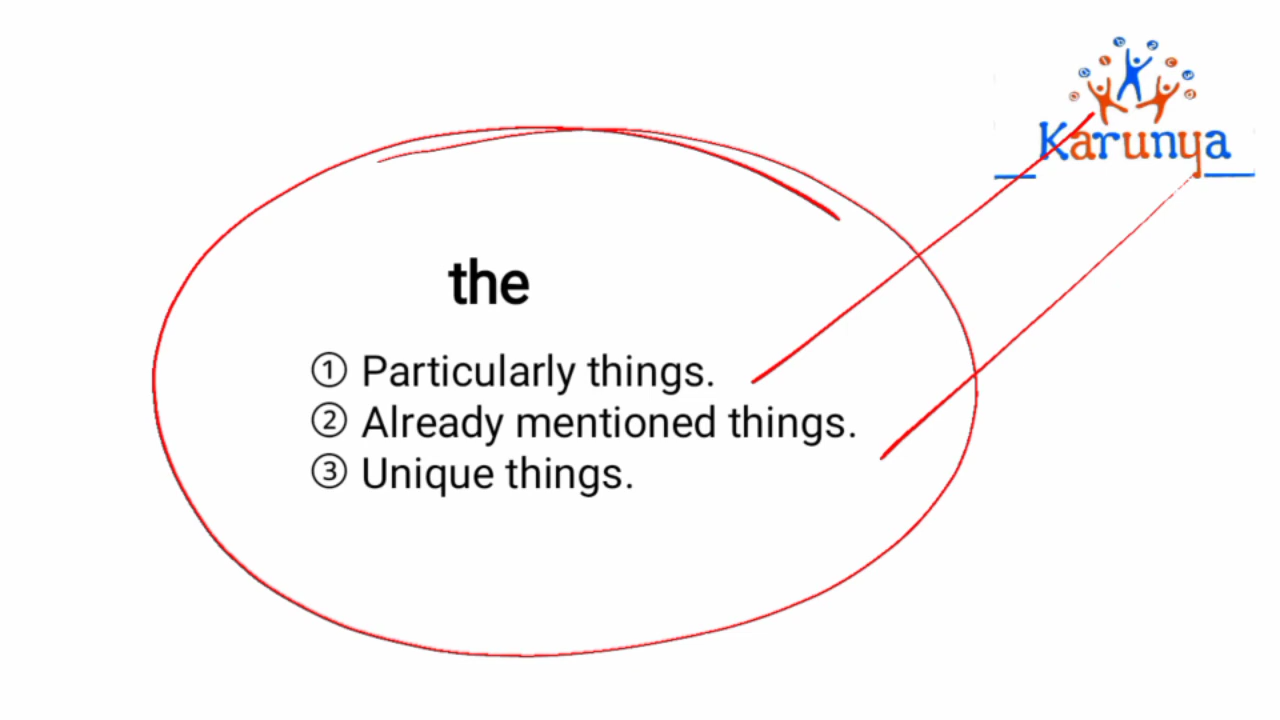 Karunya
the
① Particularly things.
② Already mentioned things.
③ Unique things.